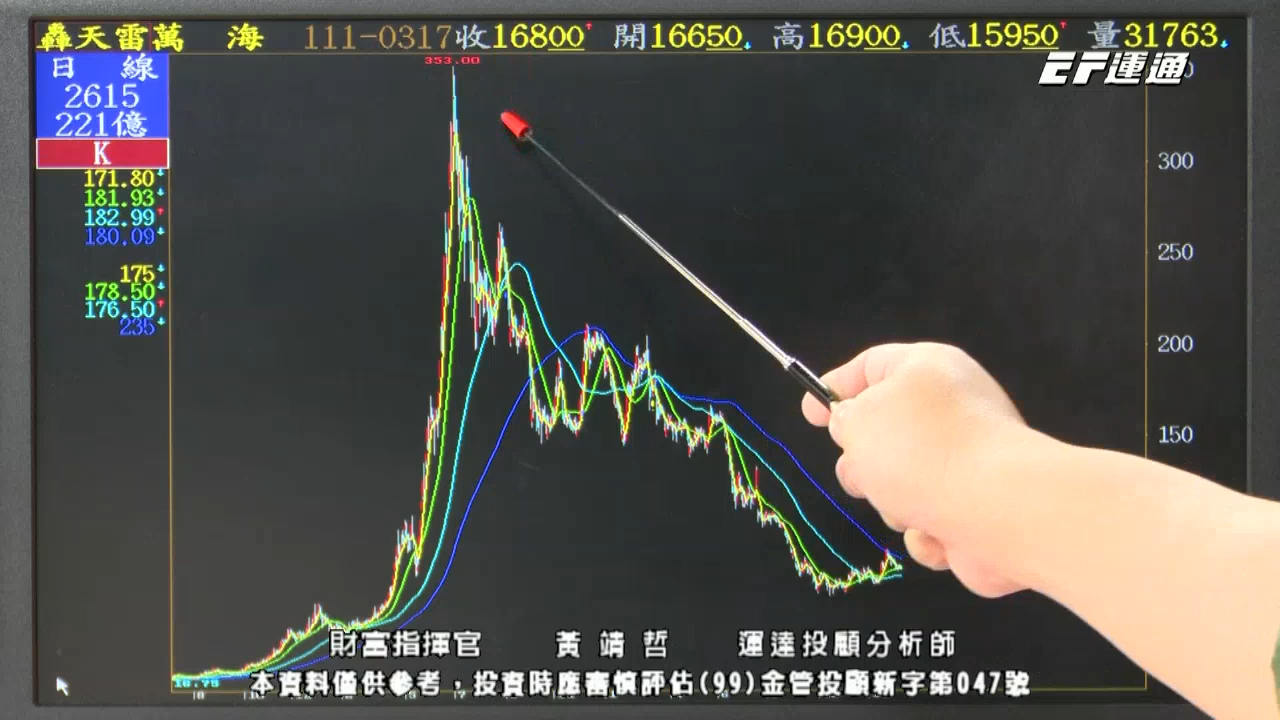 轟天雷萬 海 111-0317收16800 開16650 高16900 低15950 量31763
EF運通
日 線
2615
221億
K
171.80
181.93
182.99
180.09
175
178.50
176.50
235
353.00
300
250
200
150
16.75
財富指揮官 黃靖哲 運達投顧分析師
本資料僅供參考，投資時應審慎評估(99)金管投顧新字第047號